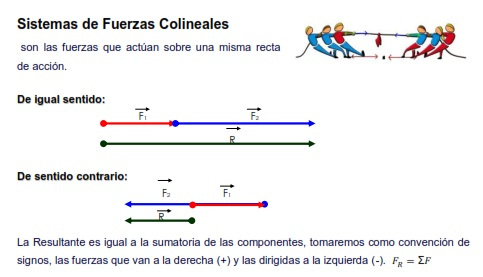 Sistemas de Fuerzas Colineales
son las fuerzas que actúan sobre una misma recta
de acción.
De igual sentido:
F₁ F₂
R
De sentido contrario:
F₂ F₁
R
La Resultante es igual a la sumatoria de las componentes, tomaremos como convención de
signos, las fuerzas que van a la derecha (+) y las dirigidas a la izquierda (-). F_R = ΣF